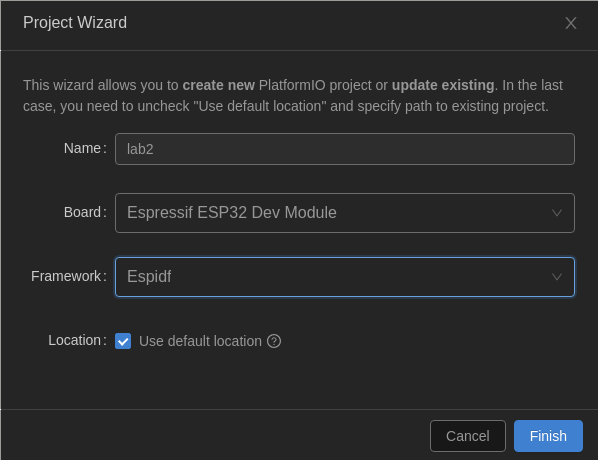 Project Wizard
This wizard allows you to create new PlatformIO project or update existing. In the last
case, you need to uncheck "Use default location" and specify path to existing project.
Name: lab2
Board: Espressif ESP32 Dev Module
Framework: Espidf
Location: Use default location
Cancel Finish